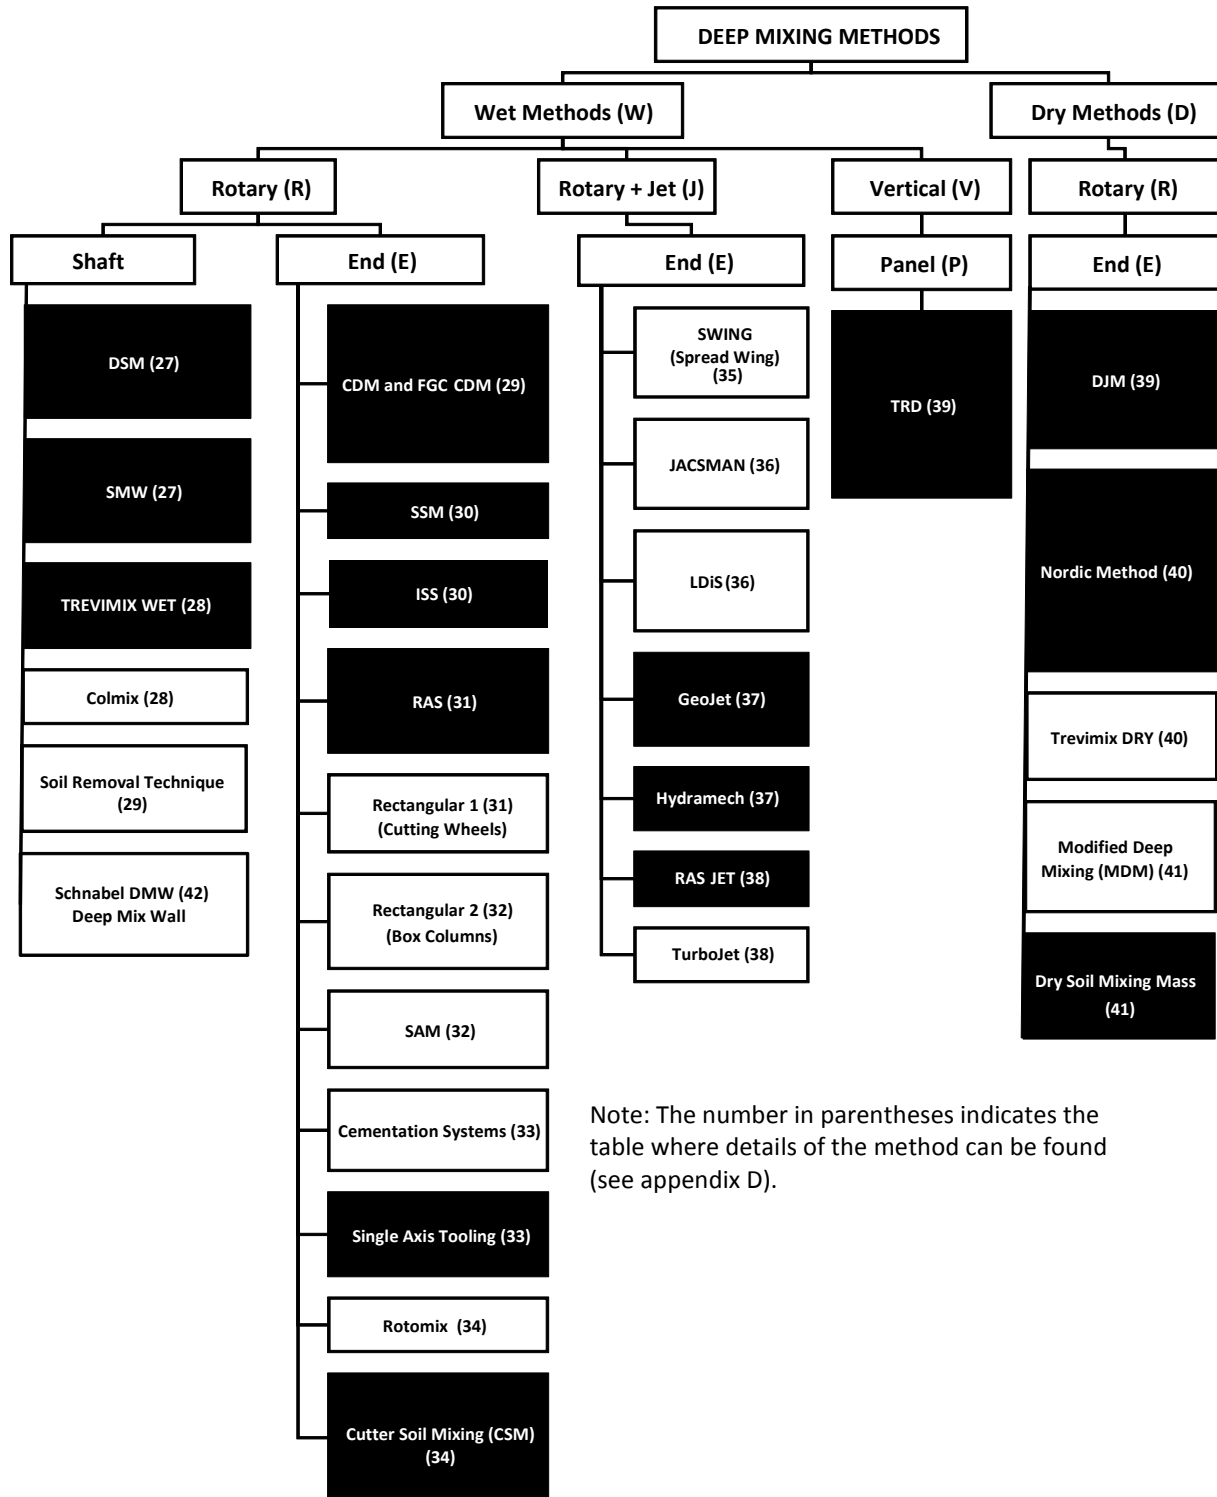 DEEP MIXING METHODS
Wet Methods (W)
Dry Methods (D)
Rotary (R)
Rotary + Jet (J)
Vertical (V)
Rotary (R)
Shaft
End (E)
End (E)
Panel (P)
End (E)
DSM (27)
SMW (27)
TREVIMIX WET (28)
Colmix (28)
Soil Removal Technique
(29)
Schnabel DMW (42)
Deep Mix Wall
CDM and FGC CDM (29)
SSM (30)
ISS (30)
RAS (31)
Rectangular 1 (31)
(Cutting Wheels)
Rectangular 2 (32)
(Box Columns)
SAM (32)
Cementation Systems (33)
Single Axis Tooling (33)
Rotomix (34)
Cutter Soil Mixing (CSM)
(34)
SWING
(Spread Wing)
(35)
JACSMAN (36)
LDiS (36)
GeoJet (37)
Hydramech (37)
RAS JET (38)
TurboJet (38)
TRD (39)
DJM (39)
Nordic Method (40)
Trevimix DRY (40)
Modified Deep
Mixing (MDM) (41)
Dry Soil Mixing Mass
(41)
Note: The number in parentheses indicates the
table where details of the method can be found
(see appendix D).